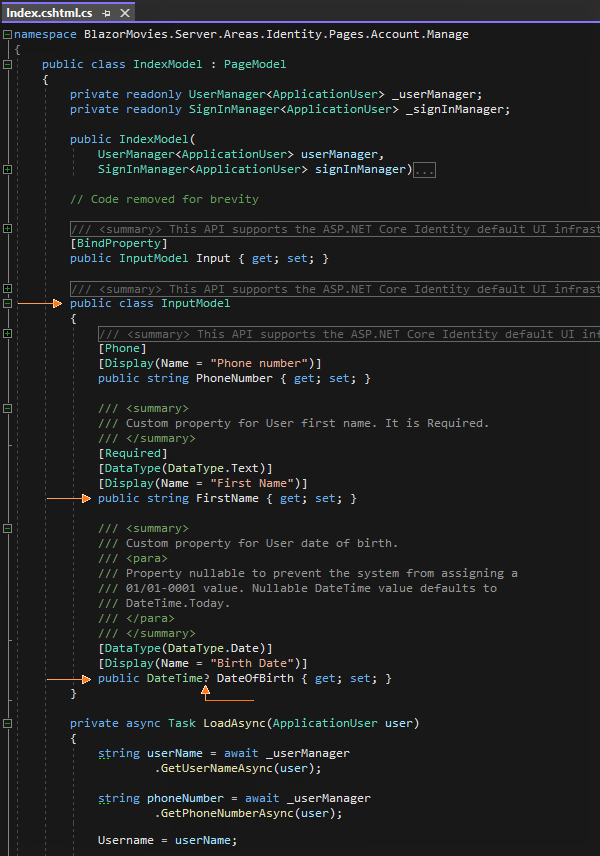 Index.cshtml.cs
namespace BlazorMovies.Server.Areas.Identity.Pages.Account.Manage
{
public class IndexModel : PageModel
{
private readonly UserManager<ApplicationUser> _userManager;
private readonly SignInManager<ApplicationUser> _signInManager;
public IndexModel(
UserManager<ApplicationUser> userManager,
SignInManager<ApplicationUser> signInManager)...
// Code removed for brevity
/// <summary> This API supports the ASP.NET Core Identity default UI infrast
[BindProperty]
public InputModel Input { get; set; }
/// <summary> This API supports the ASP.NET Core Identity default UI infrast
public class InputModel
{
/// <summary> This API supports the ASP.NET Core Identity default UI inf
[Phone]
[Display(Name = "Phone number")]
public string PhoneNumber { get; set; }
/// <summary>
/// Custom property for User first name. It is Required.
/// </summary>
[Required]
[DataType(DataType.Text)]
[Display(Name = "First Name")]
public string FirstName { get; set; }
/// <summary>
/// Custom property for User date of birth.
/// <para>
/// Property nullable to prevent the system from assigning a
/// 01/01-0001 value. Nullable DateTime value defaults to
/// DateTime.Today.
/// </para>
/// </summary>
[DataType(DataType.Date)]
[Display(Name = "Birth Date")]
public DateTime? DateOfBirth { get; set; }
}
private async Task LoadAsync(ApplicationUser user)
{
string userName = await _userManager
.GetUserNameAsync(user);
string phoneNumber = await _userManager
.GetPhoneNumberAsync(user);
Username = userName;